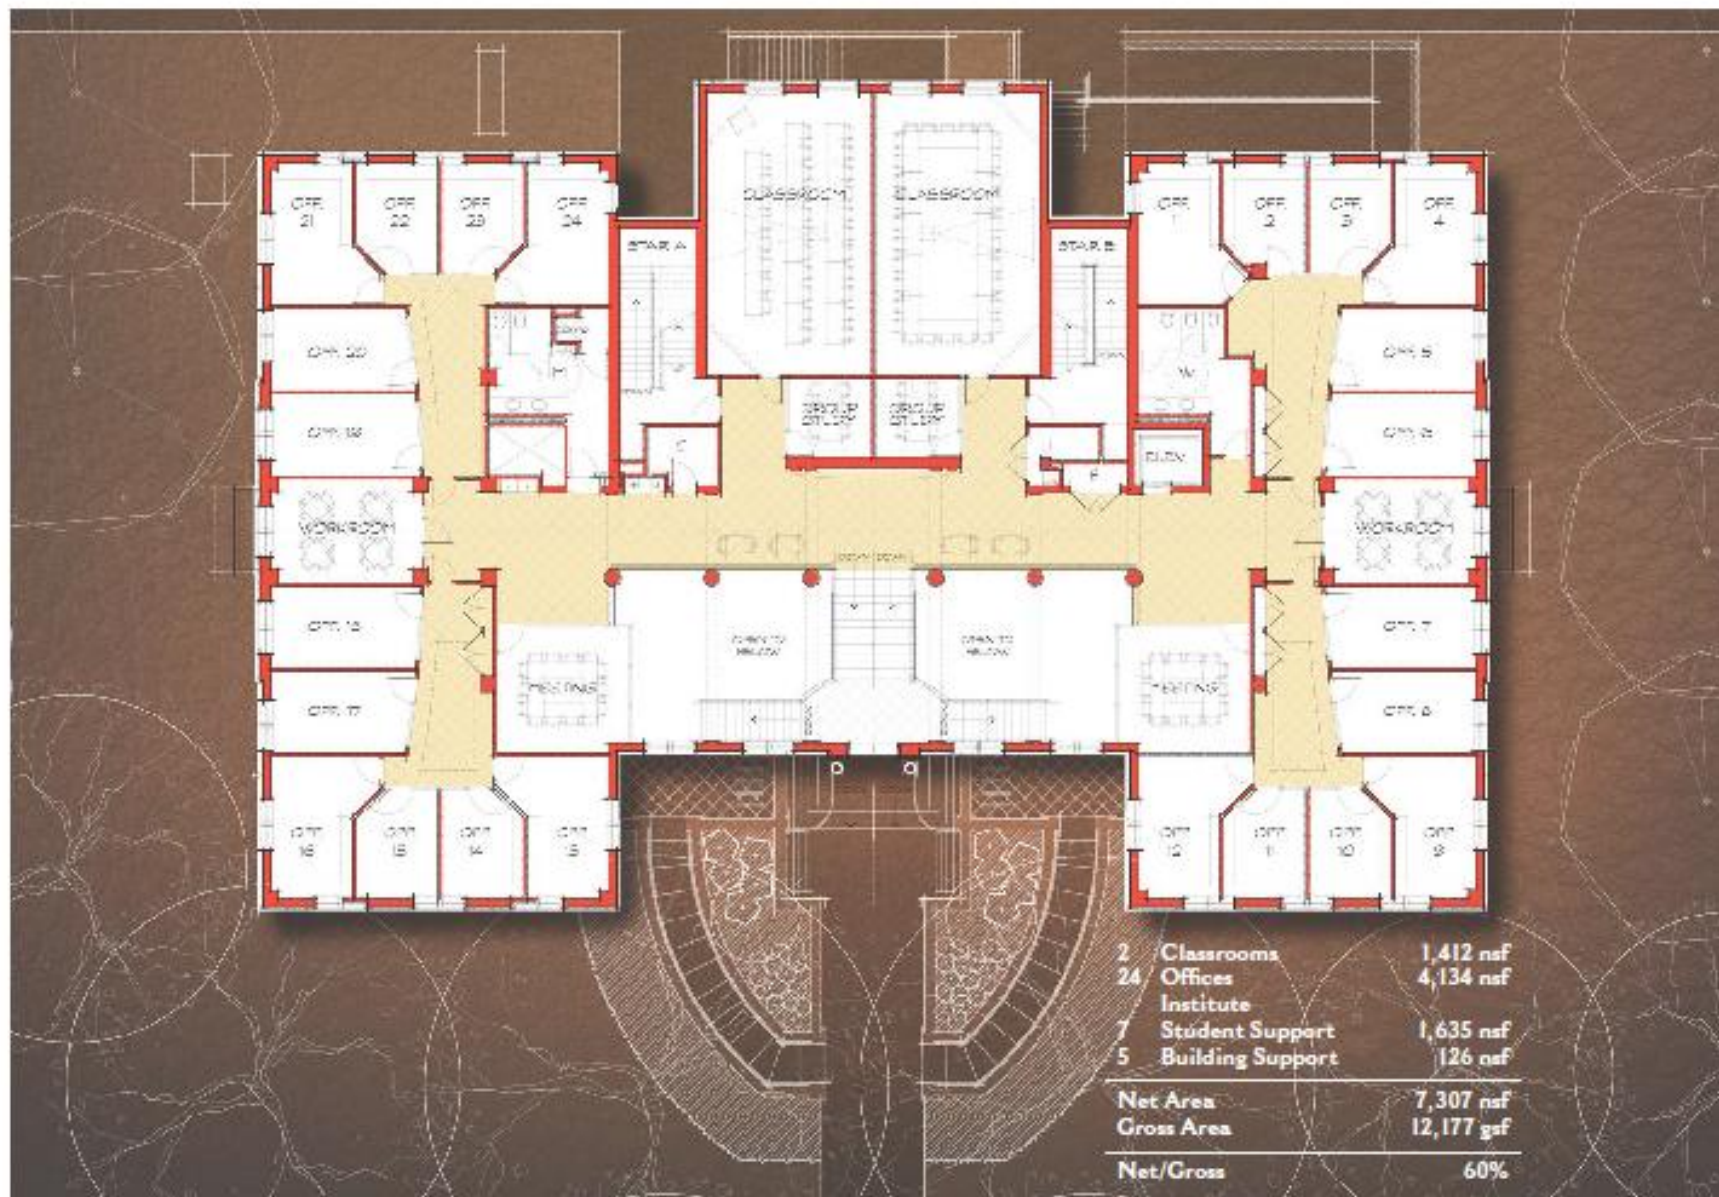 CLASSROOM
CLASSROOM
OFF. 21
OFF. 22
OFF. 23
OFF. 24
OFF. 1
OFF. 2
OFF. 3
OFF. 4
STAIR A
STAIR B
OFF. 20
OFF. 19
M
W
OFF. 5
OFF. 6
GROUP STUDY
GROUP STUDY
ELEV.
WORKROOM
WORKROOM
DOWN DOWN
OFF. 18
OFF. 17
OPEN TO BELOW
OPEN TO BELOW
OFF. 7
OFF. 8
MEETING
MEETING
OFF. 16
OFF. 15
OFF. 14
OFF. 13
OFF. 12
OFF. 11
OFF. 10
OFF. 9
2 Classrooms 1,412 nsf
24 Offices 4,134 nsf
Institute
7 Student Support 1,635 nsf
5 Building Support 126 nsf
Net Area 7,307 nsf
Gross Area 12,177 gsf
Net/Gross 60%